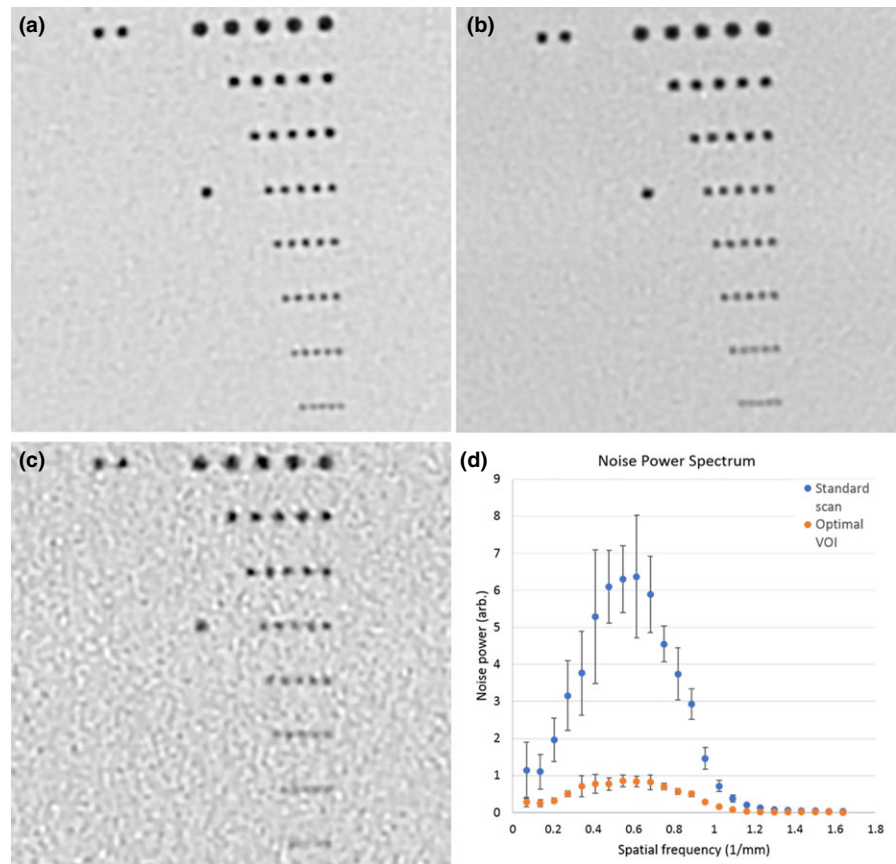 (a)
(b)
(c)
(d)
Noise Power Spectrum
Standard
scan
Optimal
VOI
Noise power (arb.)
9
8
7
6
5
4
3
2
1
0
0 0.2 0.4 0.6 0.8 1 1.2 1.4 1.6 1.8
Spatial frequency (1/mm)